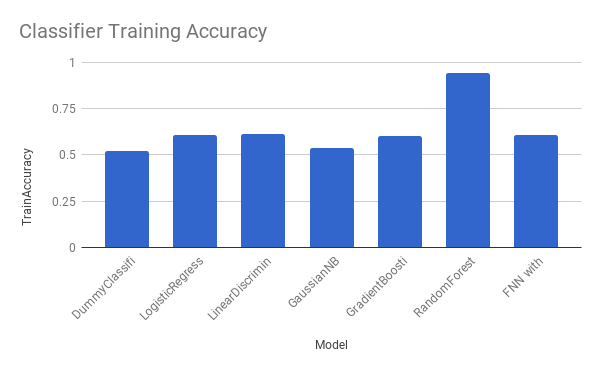 Classifier Training Accuracy
1
0.75
0.5
0.25
0
TrainAccuracy
DummyClassifi
LogisticRegress
LinearDiscrimin
GaussianNB
GradientBoosti
RandomForest
FNN with
Model